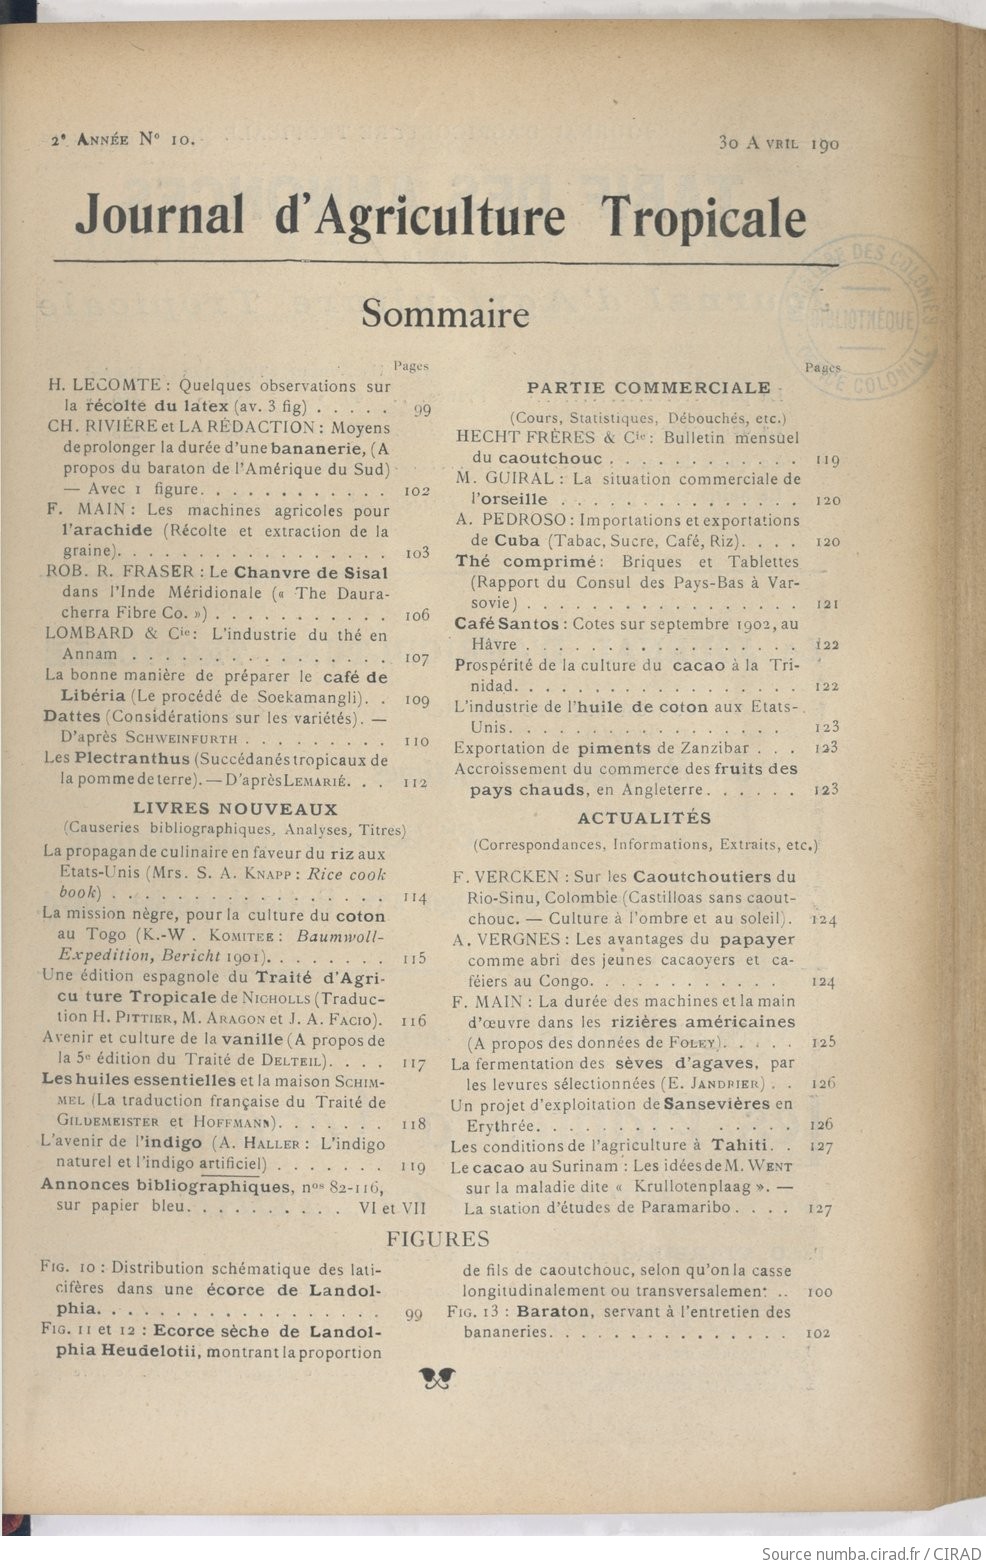 2e ANNÉE No 10.
30 AVRIL 190
Journal d'Agriculture Tropicale
Sommaire
Pages
H. LECOMTE : Quelques observations sur
la récolte du latex (av. 3 fig) . . . . . 99
CH. RIVIÈRE et LA RÉDACTION : Moyens
de prolonger la durée d'une bananerie, (A
propos du baraton de l'Amérique du Sud)
— Avec 1 figure. . . . . . . . . . . . 102
F. MAIN : Les machines agricoles pour
l'arachide (Récolte et extraction de la
graine). . . . . . . . . . . . . . . . . 103
ROB. R. FRASER : Le Chanvre de Sisal
dans l'Inde Méridionale (« The Daura-
cherra Fibre Co. ») . . . . . . . . . . . 106
LOMBARD & Cie : L'industrie du thé en
Annam . . . . . . . . . . . . . . . . 107
La bonne manière de préparer le café de
Libéria (Le procédé de Soekamangli). . 109
Dattes (Considérations sur les variétés). —
D'après SCHWEINFURTH . . . . . . . . . 110
Les Plectranthus (Succédanés tropicaux de
la pomme de terre). — D'après LEMARIÉ. . . 112
LIVRES NOUVEAUX
(Causeries bibliographiques, Analyses, Titres)
La propagande culinaire en faveur du riz aux
Etats-Unis (Mrs. S. A. KNAPP : Rice cook
book) . . . . . . . . . . . . . . . . . 114
La mission nègre, pour la culture du coton
au Togo (K.-W. KOMITEE : Baumwoll-
Expedition, Bericht 1901). . . . . . . . 115
Une édition espagnole du Traité d'Agri-
cu ture Tropicale de NICHOLLS (Traduc-
tion H. PITTIER, M. ARAGON et J. A. FACIO). 116
Avenir et culture de la vanille (A propos de
la 5e édition du Traité de DELTEIL). . . . 117
Les huiles essentielles et la maison SCHIM-
MEL (La traduction française du Traité de
GILDEMEISTER et HOFFMANN). . . . . . . 118
L'avenir de l'indigo (A. HALLER : L'indigo
naturel et l'indigo artificiel) . . . . . . . 119
Annonces bibliographiques, nos 82-116,
sur papier bleu. . . . . . . . . . VI et VII
Pages
PARTIE COMMERCIALE
(Cours, Statistiques, Débouchés, etc.)
HECHT FRÈRES & Cie : Bulletin mensuel
du caoutchouc . . . . . . . . . . . . 119
M. GUIRAL : La situation commerciale de
l'orseille . . . . . . . . . . . . . . . 120
A. PEDROSO : Importations et exportations
de Cuba (Tabac, Sucre, Café, Riz). . . . 120
Thé comprimé : Briques et Tablettes
(Rapport du Consul des Pays-Bas à Var-
sovie) . . . . . . . . . . . . . . . . . 121
Café Santos : Cotes sur septembre 1902, au
Hâvre . . . . . . . . . . . . . . . . . 122
Prospérité de la culture du cacao à la Tri-
nidad. . . . . . . . . . . . . . . . . . 122
L'industrie de l'huile de coton aux Etats-
Unis. . . . . . . . . . . . . . . . . 123
Exportation de piments de Zanzibar . . . 123
Accroissement du commerce des fruits des
pays chauds, en Angleterre. . . . . . . 123
ACTUALITÉS
(Correspondances, Informations, Extraits, etc.)
F. VERCKEN : Sur les Caoutchoutiers du
Rio-Sinu, Colombie (Castilloas sans caout-
chouc. — Culture à l'ombre et au soleil). 124
A. VERGNES : Les avantages du papayer
comme abri des jeunes cacaoyers et ca-
féiers au Congo. . . . . . . . . . . . 124
F. MAIN : La durée des machines et la main
d'œuvre dans les rizières américaines
(A propos des données de FOLEY). . . . . 125
La fermentation des sèves d'agaves, par
les levures sélectionnées (E. JANDRIER) . . 126
Un projet d'exploitation de Sansevières en
Erythrée. . . . . . . . . . . . . . . . 126
Les conditions de l'agriculture à Tahiti. . 127
Le cacao au Surinam : Les idées de M. WENT
sur la maladie dite « Krullotenplaag ». —
La station d'études de Paramaribo . . . . 127
FIGURES
FIG. 10 : Distribution schématique des lati-
cifères dans une écorce de Landol-
phia. . . . . . . . . . . . . . . . . . 99
FIG. 11 et 12 : Ecorce sèche de Landol-
phia Heudelotii, montrant la proportion
de fils de caoutchouc, selon qu'on la casse
longitudinalement ou transversalement .. 100
FIG. 13 : Baraton, servant à l'entretien des
bananeries. . . . . . . . . . . . . . . 102
BIBLIOTHÈQUE
Source numba.cirad.fr / CIRAD